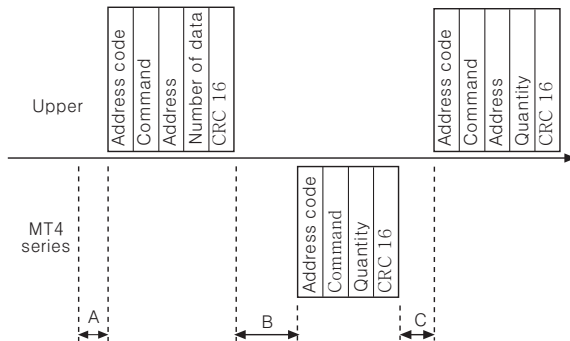 Upper
Address code
Command
Address
Number of data
CRC 16
Address code
Command
Address
Quantity
CRC 16
MT4
series
Address code
Command
Quantity
CRC 16
A
B
C